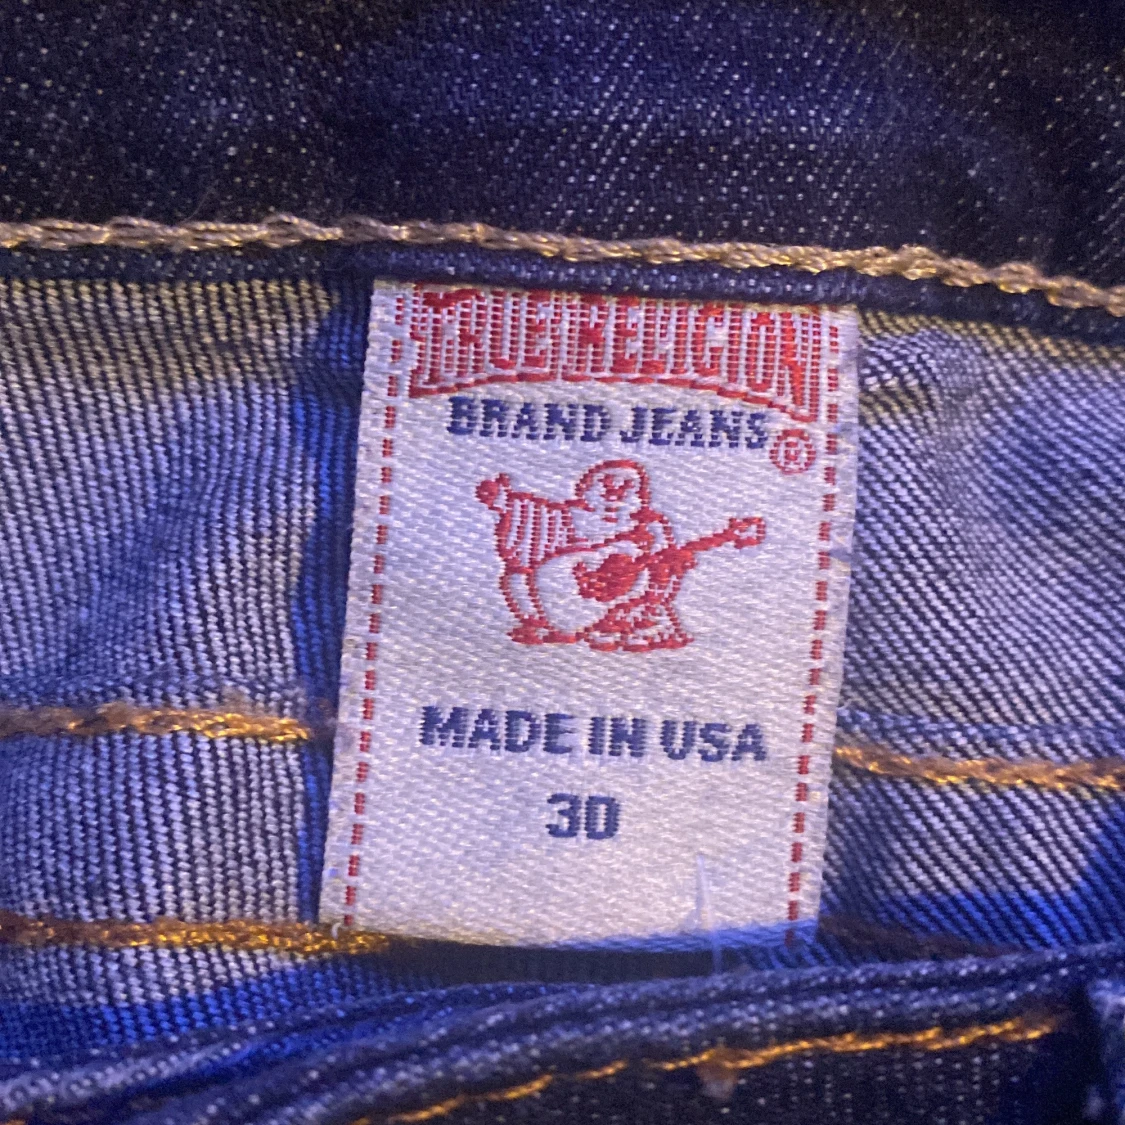 TRUE RELIGION
BRAND JEANS®
MADE IN USA
30